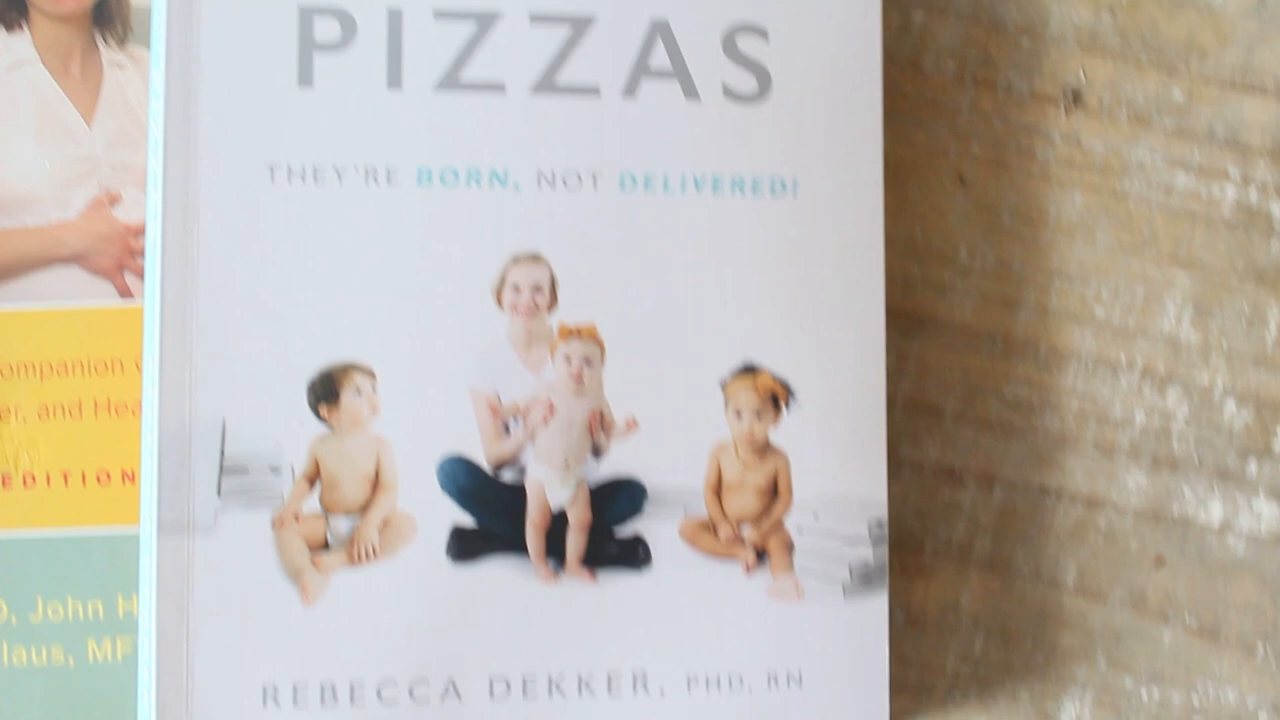 PIZZAS
THEY'RE BORN, NOT DELIVERED!
REBECCA DEKKER, PHD, RN
ompanion
er, and Hea
EDITION
, John H
laus, MF